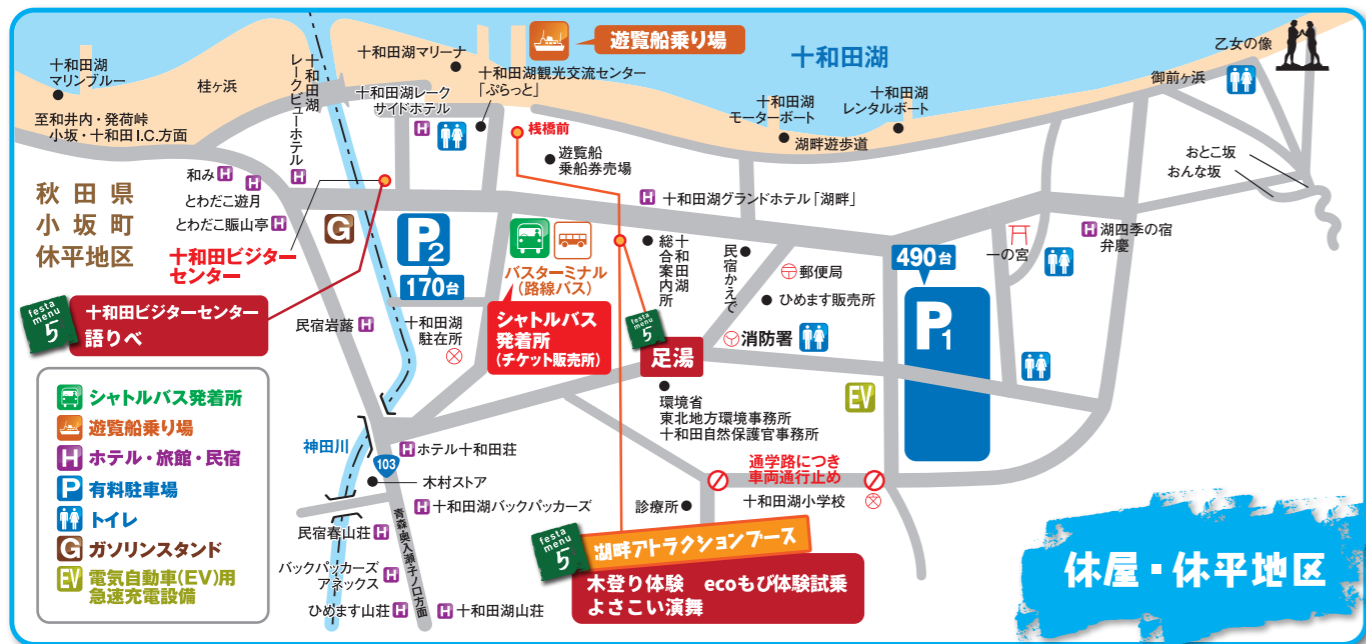 遊覧船乗り場
十和田湖
乙女の像
御前ヶ浜
十和田湖
マリンブルー
桂ヶ浜
十和田湖
レークビューホテル
十和田湖マリーナ
十和田湖観光交流センター
「ぷらっと」
十和田湖レーク
サイドホテル
H
十和田湖
モーターボート
十和田湖
レンタルボート
湖畔遊歩道
至和井内・発荷峠
小坂・十和田I.C.方面
桟橋前
遊覧船
乗船券売場
おとこ坂
おんな坂
和み H
H
とわだこ遊月
とわだこ賑山亭 H
H
秋田県
小坂町
休平地区
十和田ビジター
センター
G
P2
170台
バスターミナル
(路線バス)
シャトルバス
発着所
(チケット販売所)
H 十和田湖グランドホテル「湖畔」
十和田湖
総合案内所
民宿かえで
〒郵便局
ひめます販売所
消防署
490台
P1
一の宮
H 湖四季の宿
弁慶
festa
menu
5
十和田ビジターセンター
語りべ
民宿岩蕗 H
十和田湖
駐在所
festa
menu
5
足湯
環境省
東北地方環境事務所
十和田自然保護官事務所
EV
シャトルバス発着所
遊覧船乗り場
H ホテル・旅館・民宿
P 有料駐車場
トイレ
G ガソリンスタンド
EV 電気自動車(EV)用
急速充電設備
神田川
103
H ホテル十和田荘
木村ストア
H 十和田湖バックパッカーズ
青森・奥入瀬・子ノ口方面
民宿春山荘 H
バックパッカーズ
アネックス H
ひめます山荘 H
H 十和田湖山荘
通学路につき
車両通行止め
診療所
十和田湖小学校
festa
menu
5
湖畔アトラクションブース
木登り体験 ecoもび体験試乗
よさこい演舞
休屋・休平地区